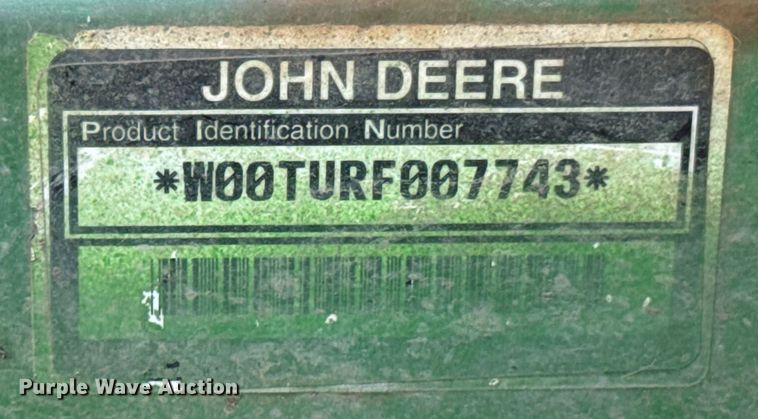 JOHN DEERE
Product Identification Number
*W00TURF007743*
Purple Wave Auction